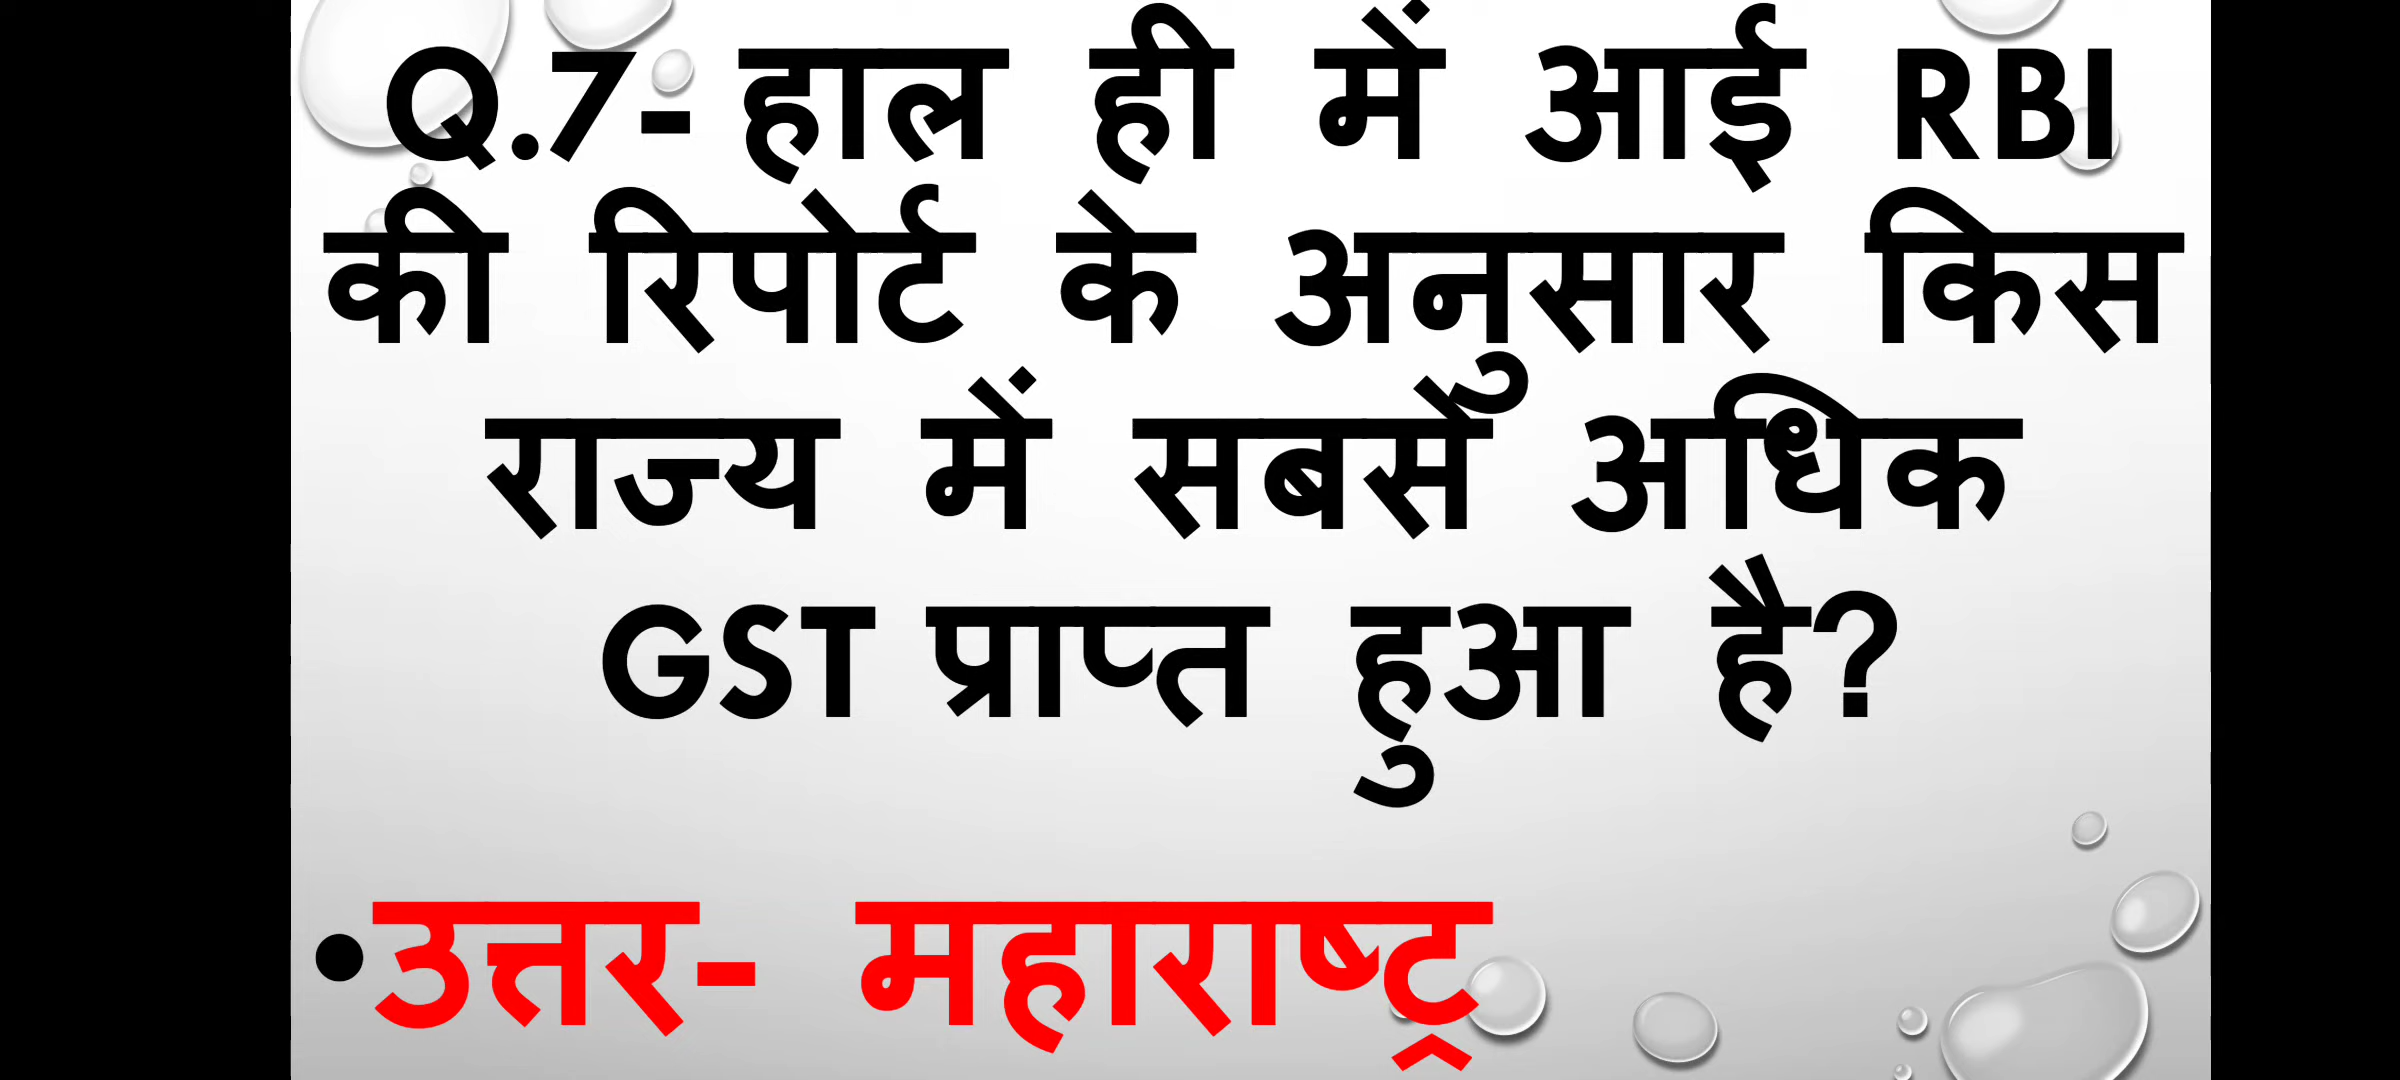 Q.7- हाल ही में आई RBI
की रिपोर्ट के अनुसार किस
राज्य में सबसे अधिक
GST प्राप्त हुआ है?
•उत्तर- महाराष्ट्र